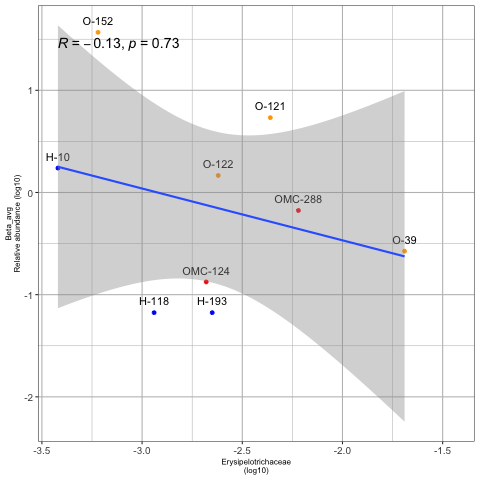 O-152
R = −0.13, p = 0.73
1
O-121
H-10
O-122
OMC-288
0
O-39
OMC-124
-1
H-118
H-193
-2
Beta_avg
Relative abundance (log10)
-3.5
-3.0
-2.5
-2.0
-1.5
Erysipelotrichaceae
(log10)